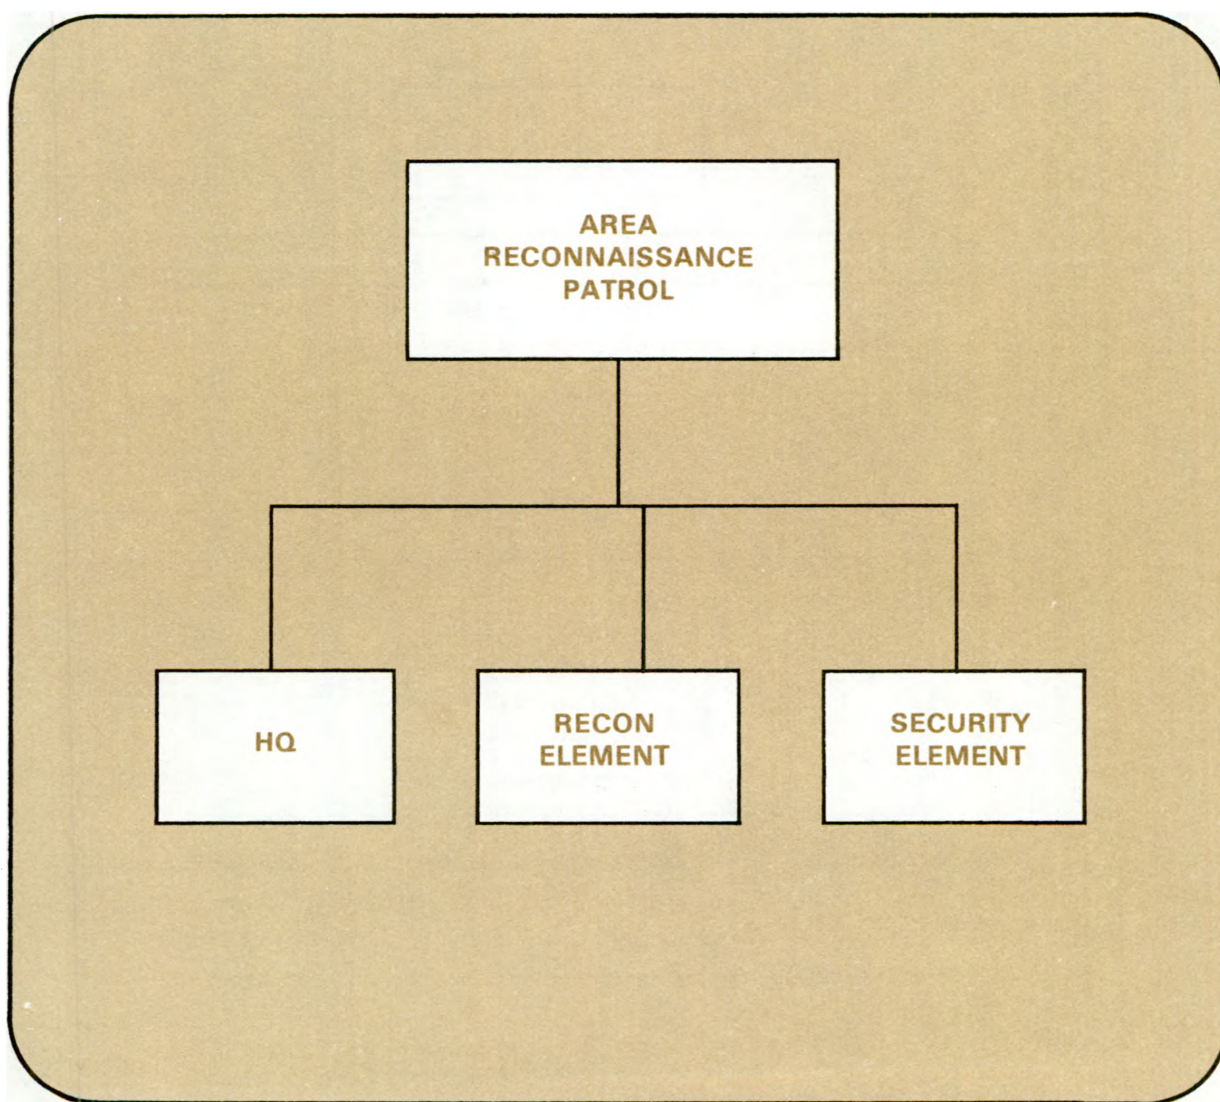 AREA
RECONNAISSANCE
PATROL
HQ
RECON
ELEMENT
SECURITY
ELEMENT